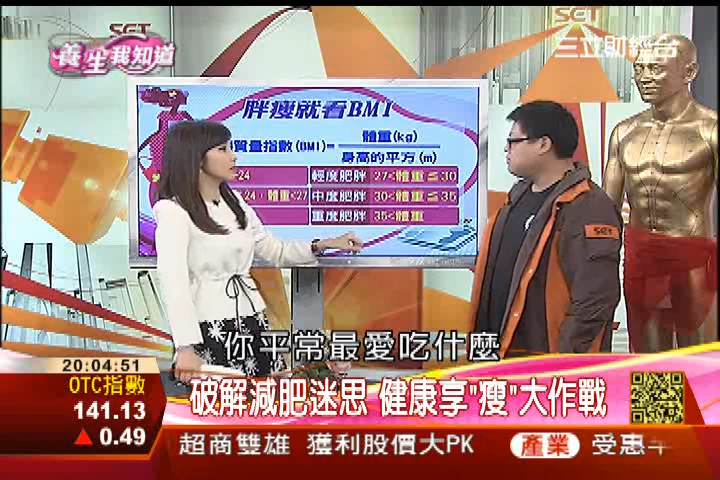 SET
養生我知道
SET
三立財經台
胖瘦就看BMI
質量指數(BMI)=
體重(kg)
身高的平方(m)
-24
輕度肥胖 27<體重≦30
24,體重<27 中度肥胖 30<體重≦35
重度肥胖 35<體重
SET
你平常最愛吃什麼
20:04:51
OTC指數
141.13
▲0.49
破解減肥迷思 健康享"瘦"大作戰
超商雙雄 獲利股價大PK 產業 受惠